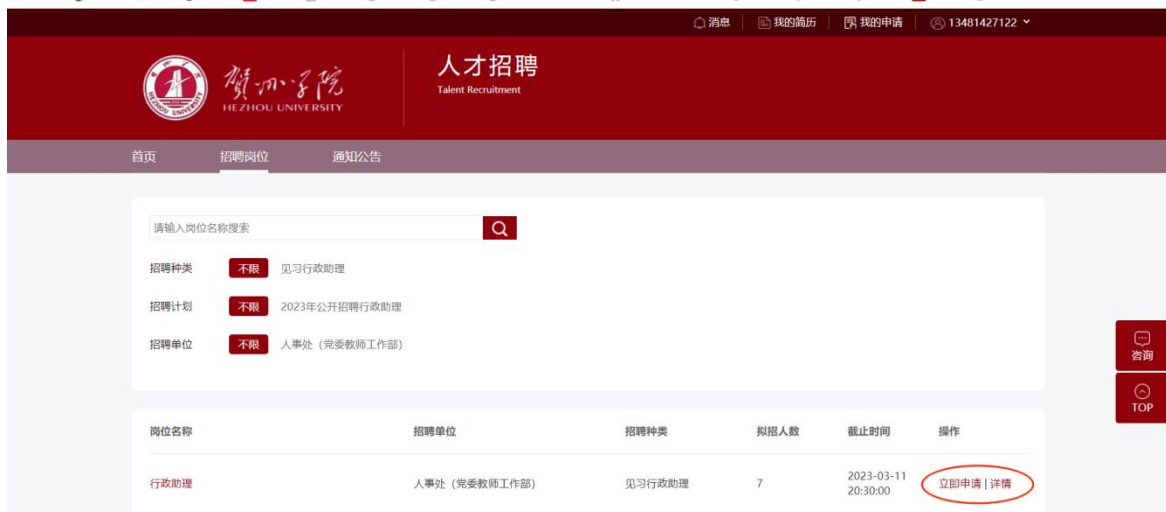 消息 我的简历 我的申请 13481427122
贺州学院
HEZHOU UNIVERSITY
人才招聘
Talent Recruitment
首页 招聘岗位 通知公告
请输入岗位名称搜索
招聘种类 不限 见习行政助理
招聘计划 不限 2023年公开招聘行政助理
招聘单位 不限 人事处（党委教师工作部）
咨询
TOP
岗位名称 招聘单位 招聘种类 拟招人数 截止时间 操作
行政助理 人事处（党委教师工作部） 见习行政助理 7 2023-03-11 立即申请 | 详情
20:30:00